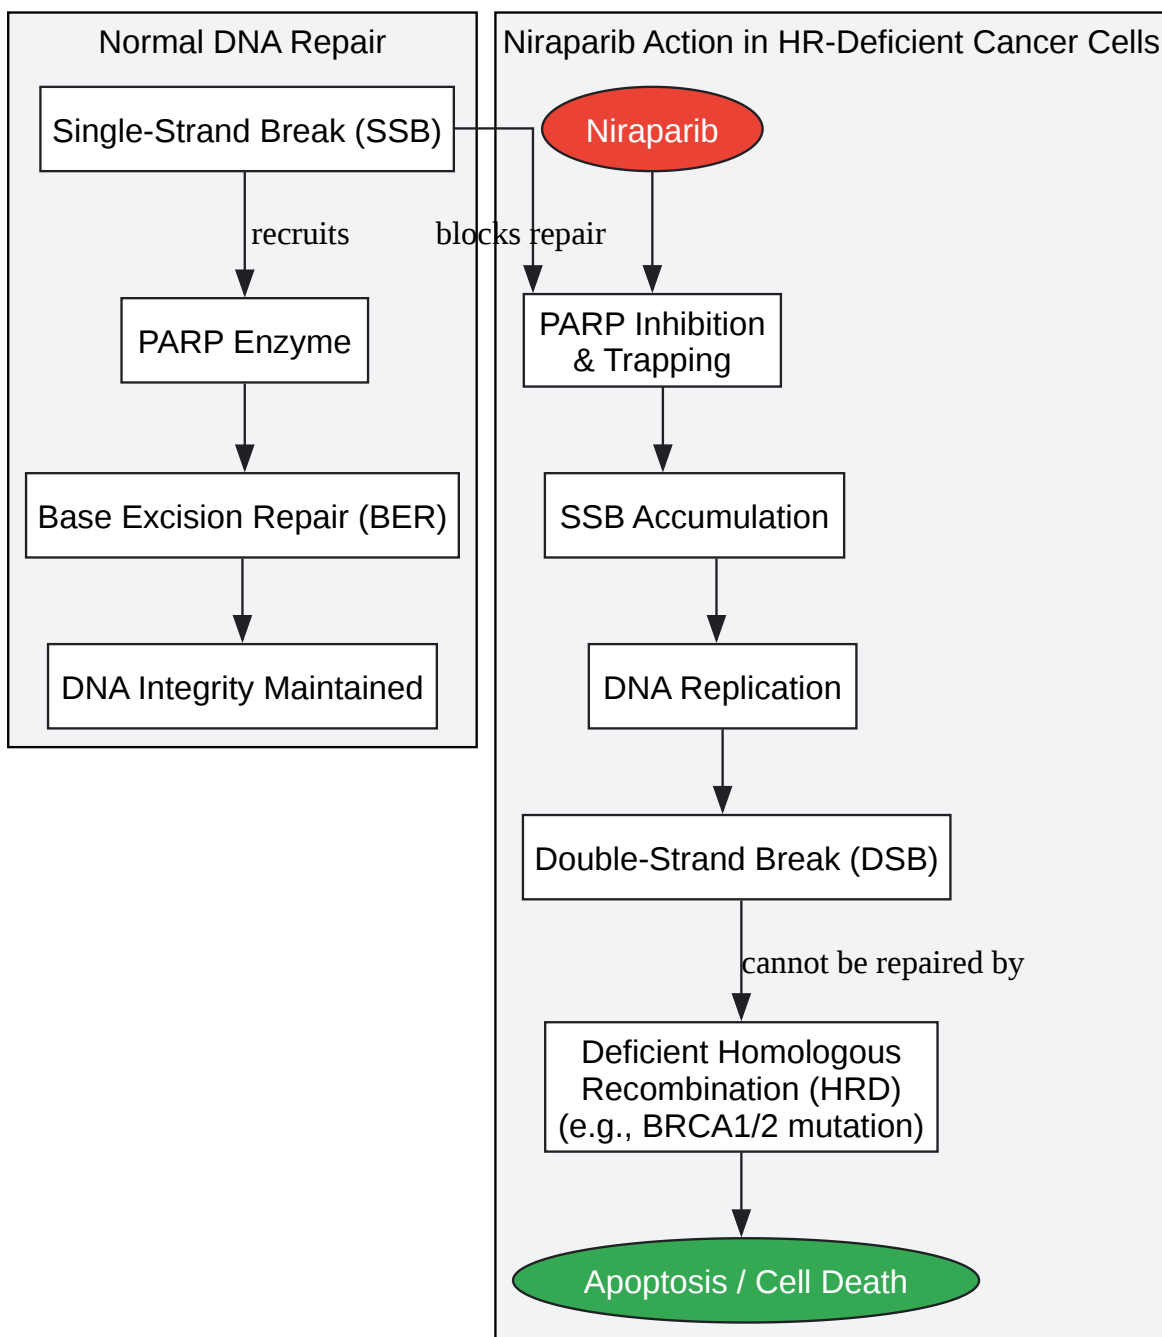 Normal DNA Repair
Single-Strand Break (SSB)
recruits
PARP Enzyme
Base Excision Repair (BER)
DNA Integrity Maintained
Niraparib Action in HR-Deficient Cancer Cells
Niraparib
blocks repair
PARP Inhibition
& Trapping
SSB Accumulation
DNA Replication
Double-Strand Break (DSB)
cannot be repaired by
Deficient Homologous
Recombination (HRD)
(e.g., BRCA1/2 mutation)
Apoptosis / Cell Death